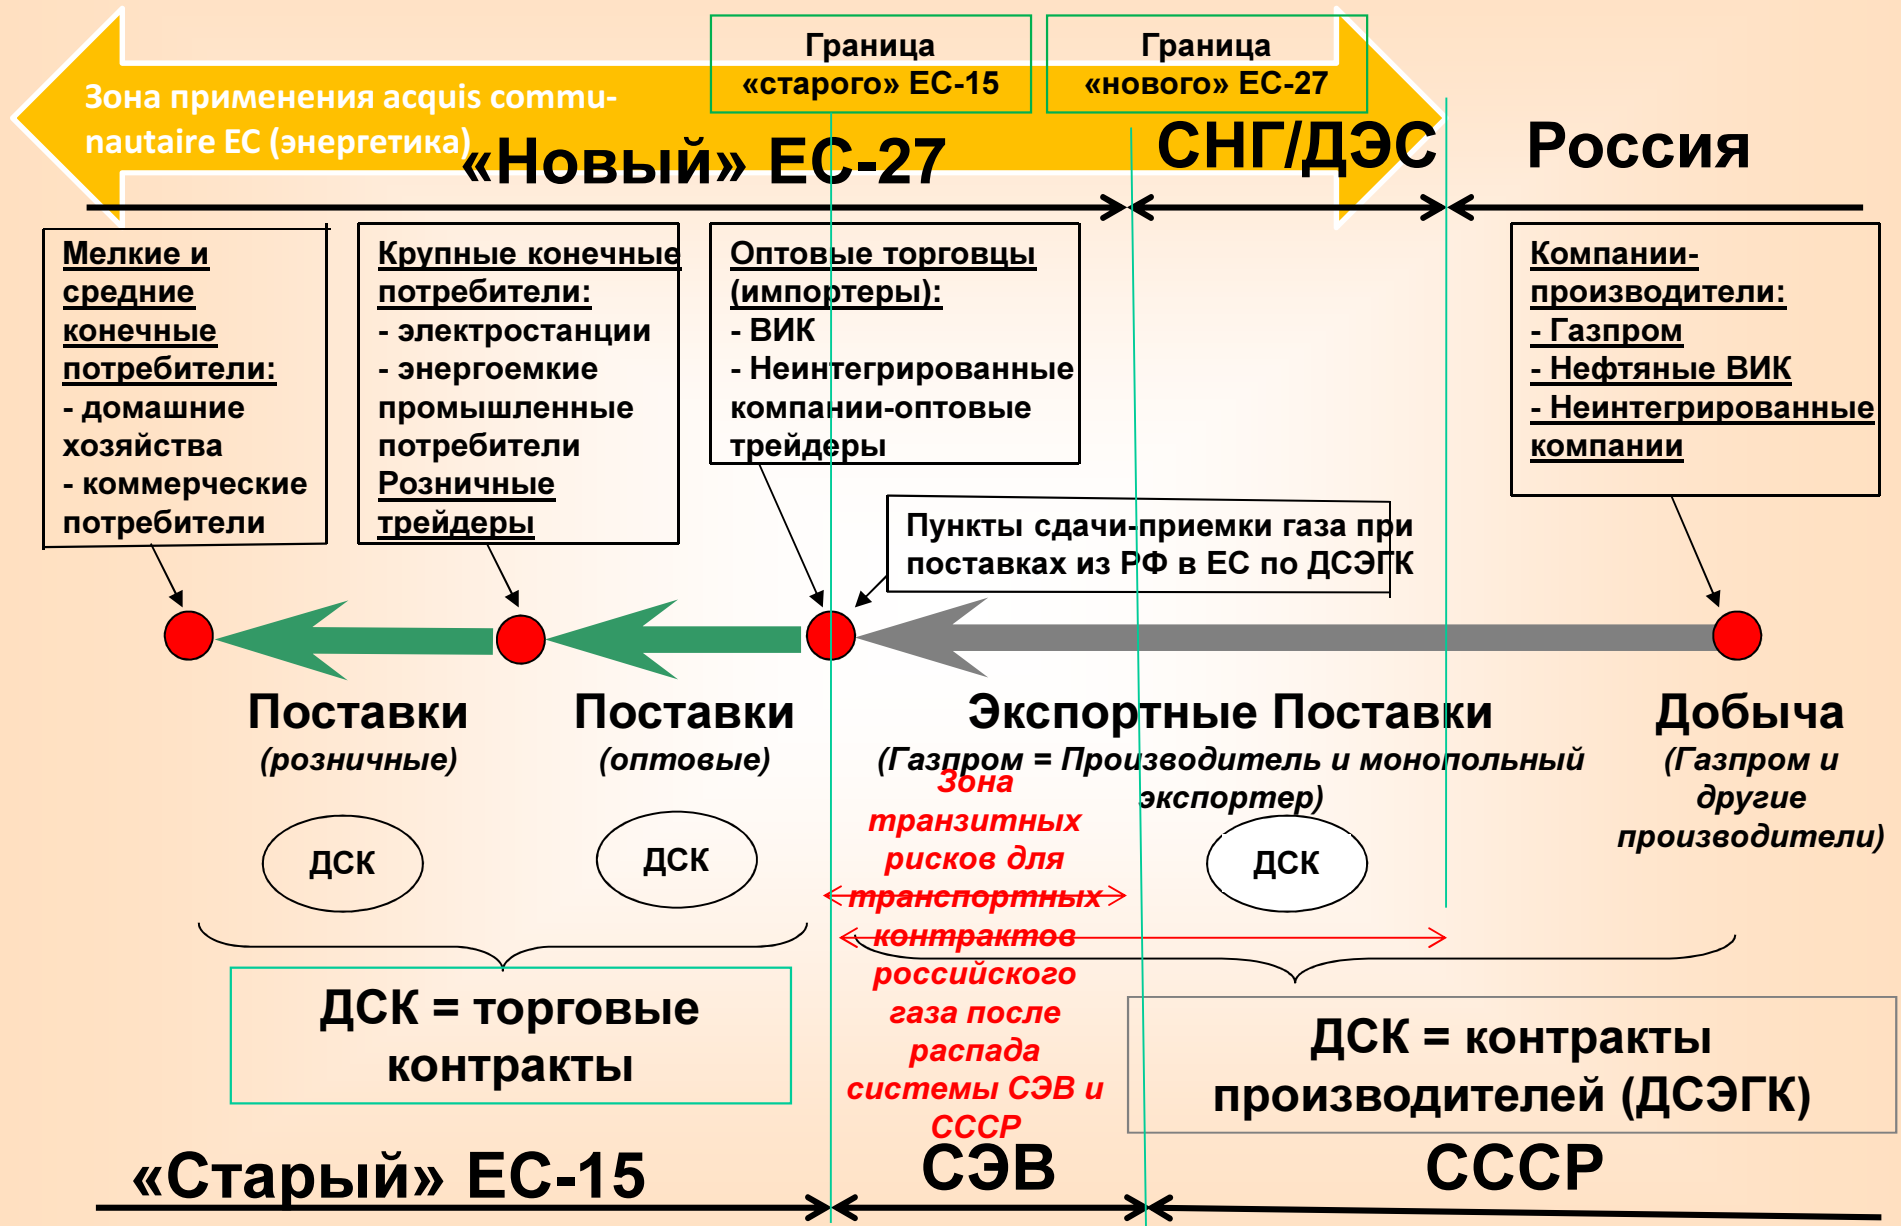 Граница
«старого» ЕС-15
Граница
«нового» ЕС-27
Зона применения acquis commu-
nautaire ЕС (энергетика)
«Новый» ЕС-27
СНГ/ДЭС
Россия
Мелкие и
средние
конечные
потребители:
- домашние
хозяйства
- коммерческие
потребители
Крупные конечные
потребители:
- электростанции
- энергоемкие
промышленные
потребители
Розничные
трейдеры
Оптовые торговцы
(импортеры):
- ВИК
- Неинтегрированные
компании-оптовые
трейдеры
Компании-
производители:
- Газпром
- Нефтяные ВИК
- Неинтегрированные
компании
Пункты сдачи-приемки газа при
поставках из РФ в ЕС по ДСЭГК
Поставки
(розничные)
Поставки
(оптовые)
Экспортные Поставки
(Газпром = Производитель и монопольный
экспортер)
Добыча
(Газпром и
другие
производители)
Зона
транзитных
рисков для
транспортных
контрактов
российского
газа после
распада
системы СЭВ и
СССР
ДСК
ДСК
ДСК
ДСК = торговые
контракты
ДСК = контракты
производителей (ДСЭГК)
«Старый» ЕС-15
СЭВ
СССР